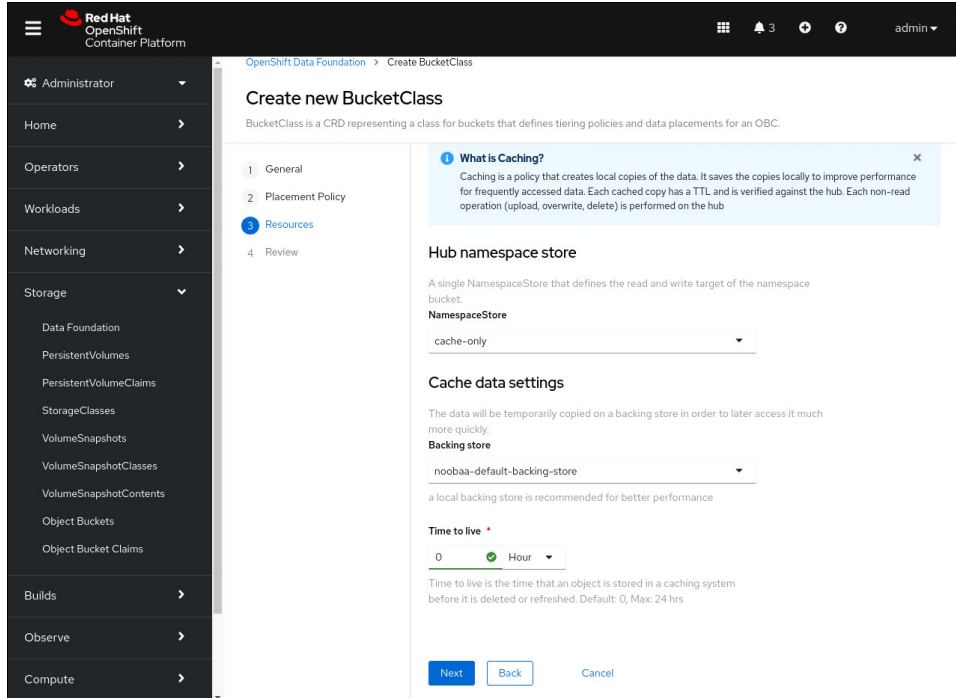 Red Hat
OpenShift
Container Platform
3
admin
Administrator
Home
Operators
Workloads
Networking
Storage
Data Foundation
PersistentVolumes
PersistentVolumeClaims
StorageClasses
VolumeSnapshots
VolumeSnapshotClasses
VolumeSnapshotContents
Object Buckets
Object Bucket Claims
Builds
Observe
Compute
OpenShift Data Foundation > Create BucketClass
Create new BucketClass
BucketClass is a CRD representing a class for buckets that defines tiering policies and data placements for an OBC.
1 General
2 Placement Policy
3 Resources
4 Review
What is Caching?
Caching is a policy that creates local copies of the data. It saves the copies locally to improve performance
for frequently accessed data. Each cached copy has a TTL and is verified against the hub. Each non-read
operation (upload, overwrite, delete) is performed on the hub
Hub namespace store
A single NamespaceStore that defines the read and write target of the namespace
bucket.
NamespaceStore
cache-only
Cache data settings
The data will be temporarily copied on a backing store in order to later access it much
more quickly.
Backing store
noobaa-default-backing-store
a local backing store is recommended for better performance
Time to live *
0 Hour
Time to live is the time that an object is stored in a caching system
before it is deleted or refreshed. Default: 0, Max: 24 hrs
Next Back Cancel